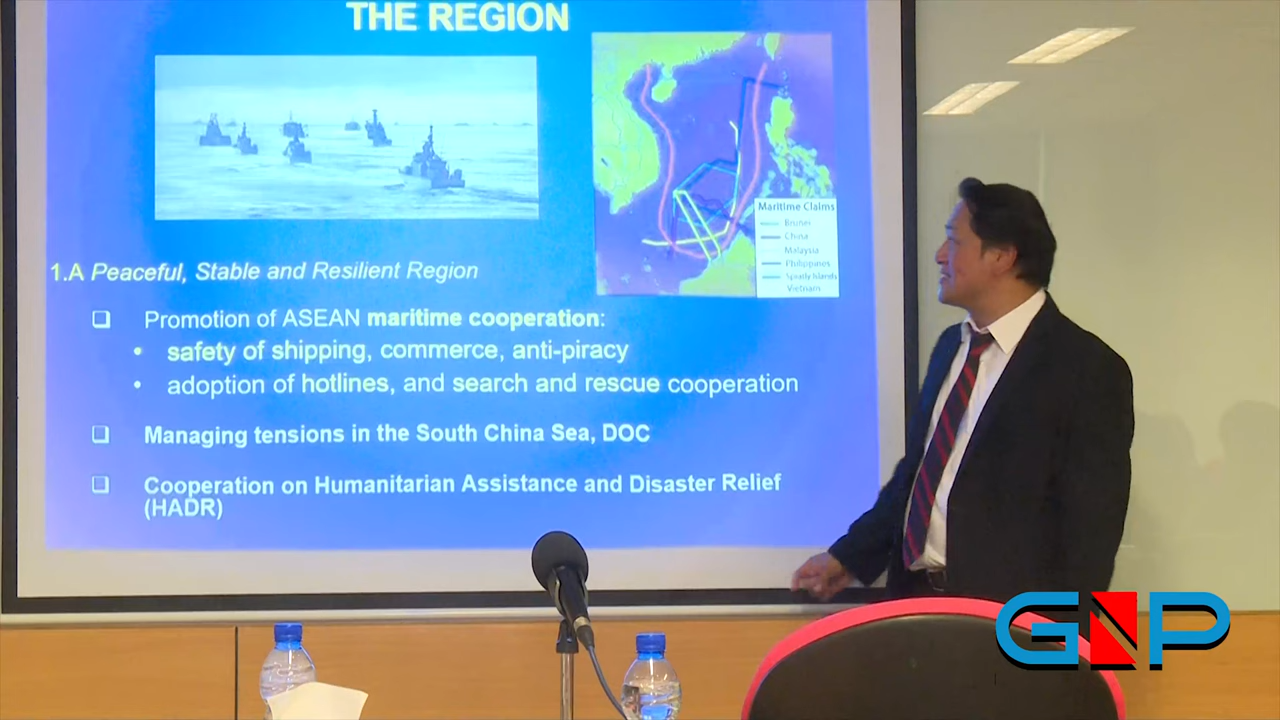 THE REGION
Maritime Claims
Brunei
China
Malaysia
Philippines
Spratly Islands
Vietnam
1.A Peaceful, Stable and Resilient Region
❑ Promotion of ASEAN maritime cooperation:
• safety of shipping, commerce, anti-piracy
• adoption of hotlines, and search and rescue cooperation
❑ Managing tensions in the South China Sea, DOC
❑ Cooperation on Humanitarian Assistance and Disaster Relief
(HADR)
GNP